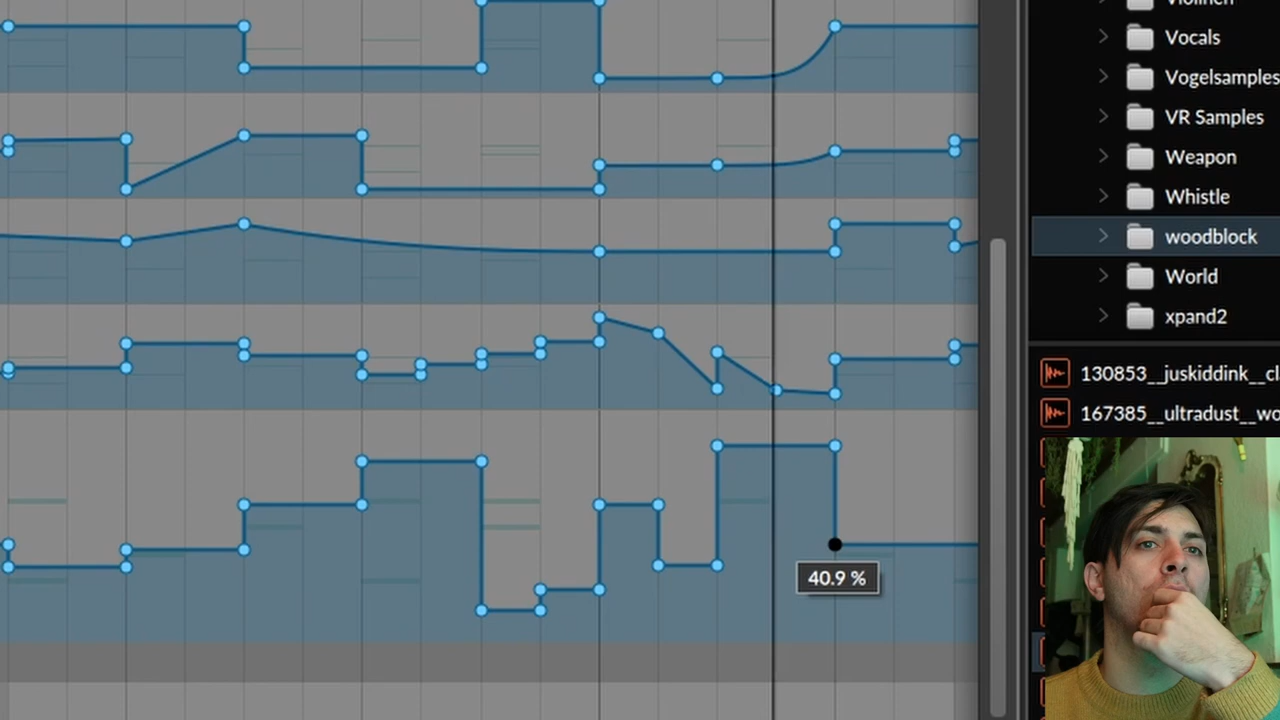 Vocals
Vogelsamples
VR Samples
Weapon
Whistle
woodblock
World
xpand2
130853__juskiddink__cl
167385__ultradust__wo
40.9 %